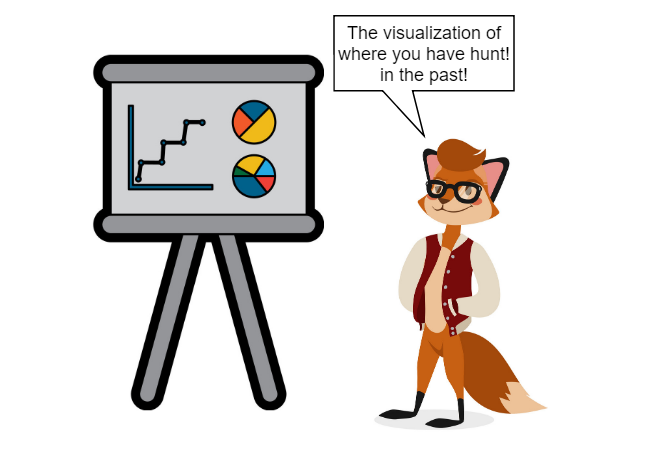 The visualization of
where you have hunt!
in the past!